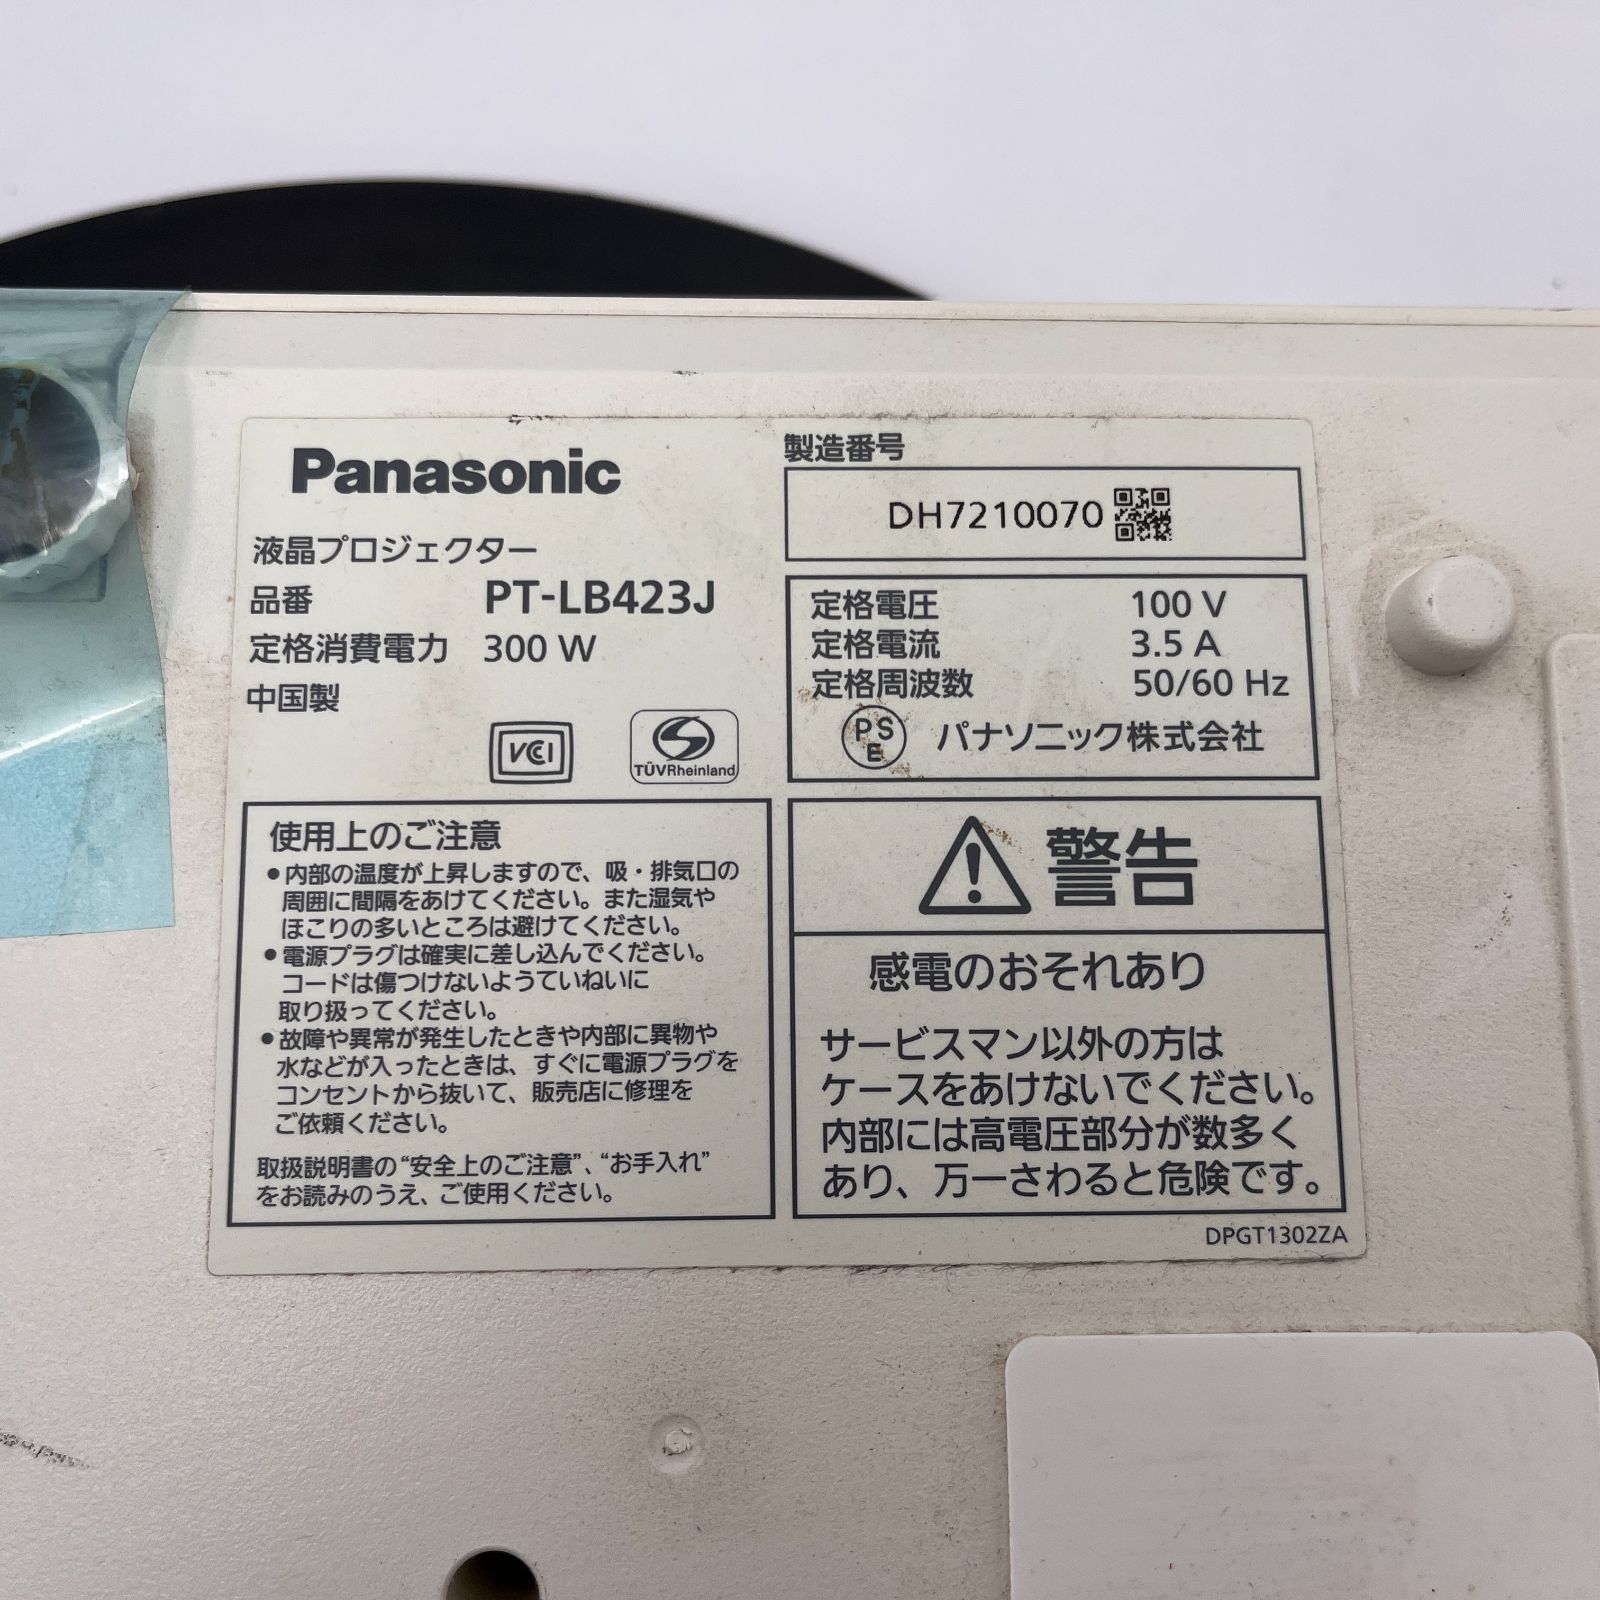 Panasonic
液晶プロジェクター
品番 PT-LB423J
定格消費電力 300 W
中国製
VCI
TÜVRheinland
製造番号
DH7210070
定格電圧 100 V
定格電流 3.5 A
定格周波数 50/60 Hz
PS
E
パナソニック株式会社
使用上のご注意
●内部の温度が上昇しますので、吸・排気口の
周囲に間隔をあけてください。また湿気や
ほこりの多いところは避けてください。
●電源プラグは確実に差し込んでください。
コードは傷つけないようていねいに
取り扱ってください。
●故障や異常が発生したときや内部に異物や
水などが入ったときは、すぐに電源プラグを
コンセントから抜いて、販売店に修理を
ご依頼ください。
取扱説明書の“安全上のご注意”、“お手入れ”
をお読みのうえ、ご使用ください。
警告
感電のおそれあり
サービスマン以外の方は
ケースをあけないでください。
内部には高電圧部分が数多く
あり、万一さわると危険です。
DPGT1302ZA